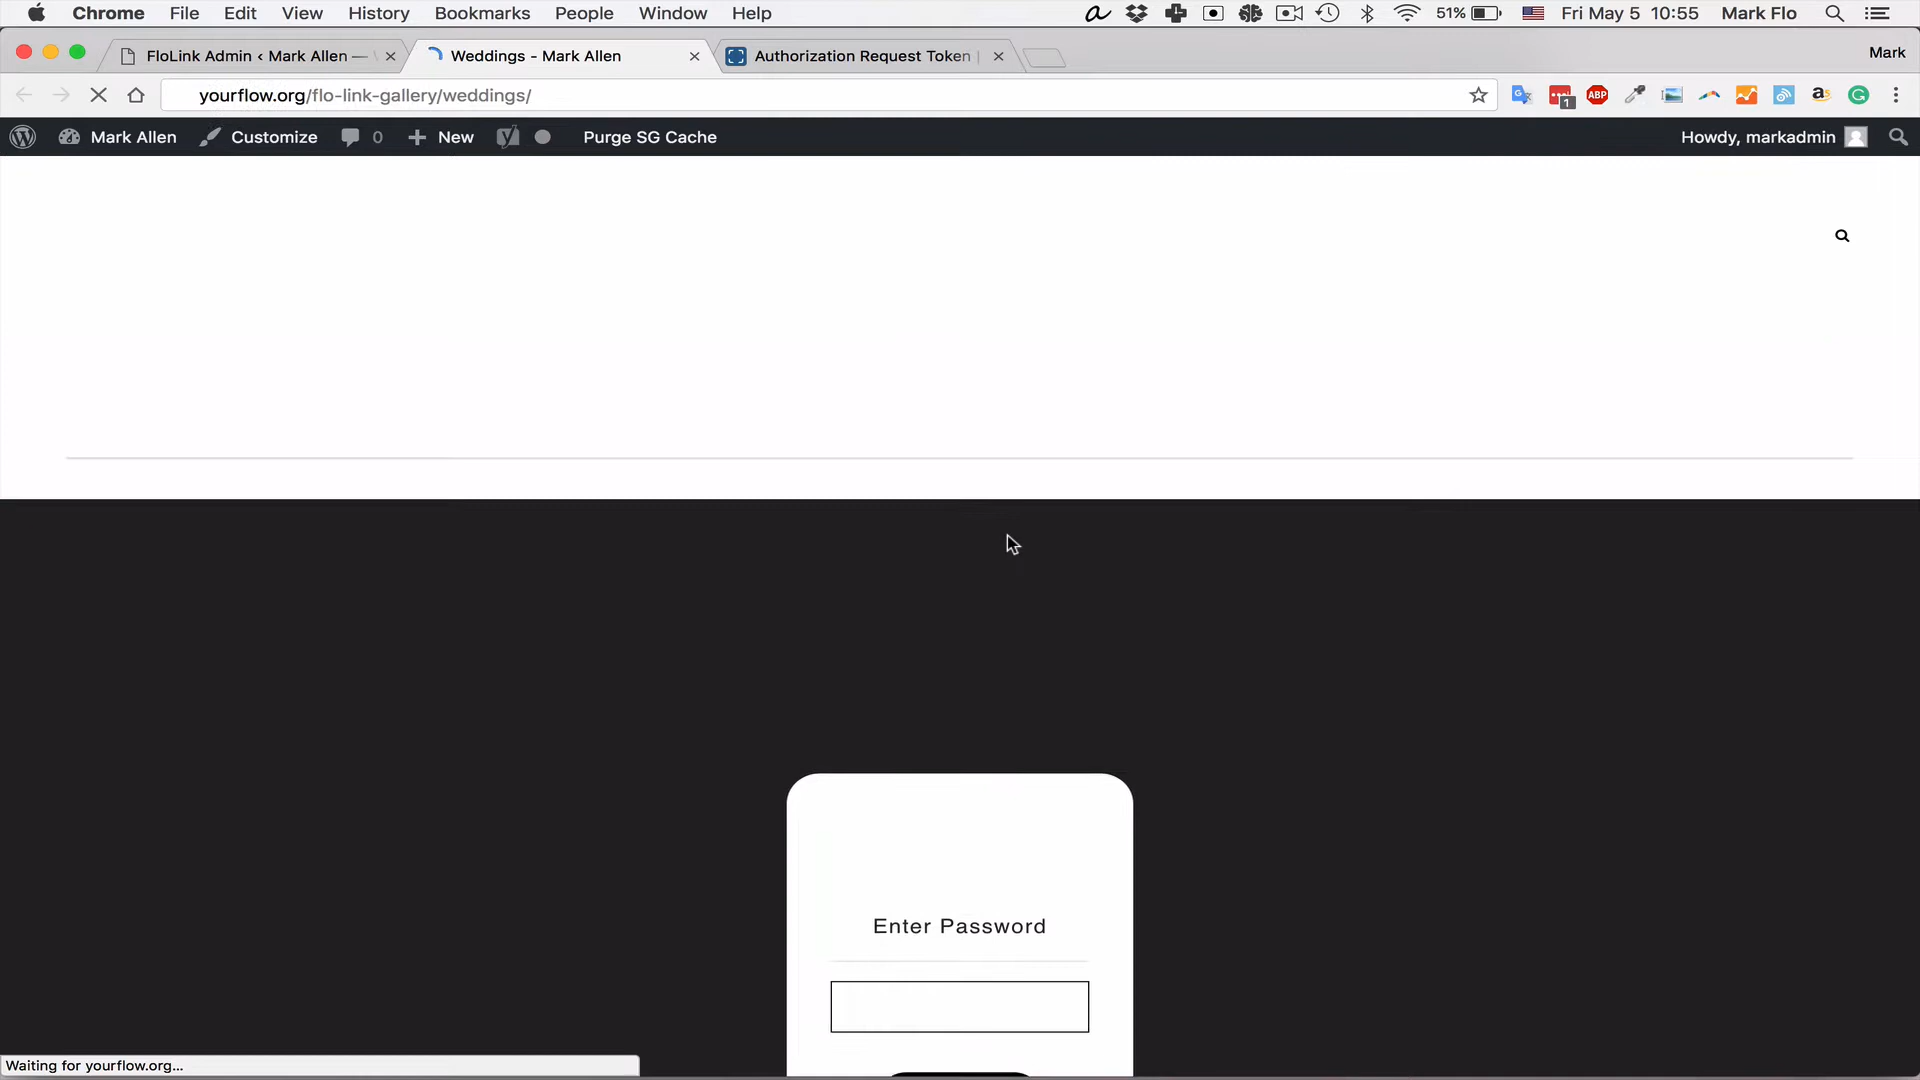 Chrome File Edit View History Bookmarks People Window Help 51% Fri May 5 10:55 Mark Flo
FloLink Admin ‹ Mark Allen — Weddings - Mark Allen Authorization Request Token Mark
yourflow.org/flo-link-gallery/weddings/ 1 ABP
Mark Allen Customize 0 New Purge SG Cache Howdy, markadmin
Enter Password
Waiting for yourflow.org...